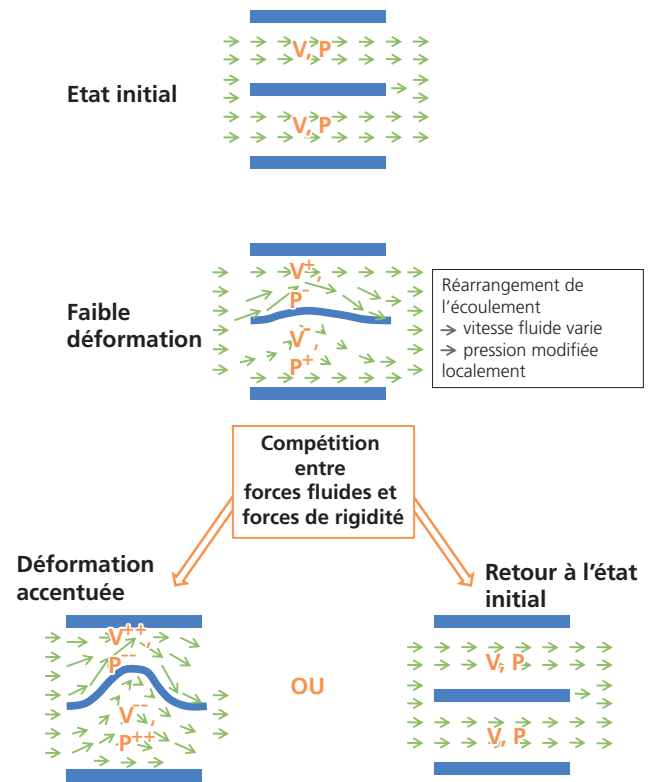 V, P
Etat initial
V, P
V⁺,
P⁻
Faible
déformation
V⁻,
P⁺
Réarrangement de
l'écoulement
→ vitesse fluide varie
→ pression modifiée
localement
Compétition
entre
forces fluides et
forces de rigidité
Déformation
accentuée
V⁺⁺,
P⁻⁻
V⁻⁻,
P⁺⁺
OU
Retour à l'état
initial
V, P
V, P